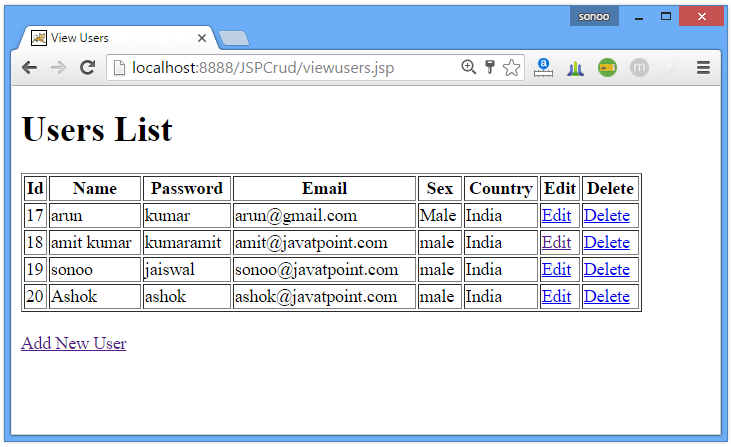 sonoo
View Users
localhost:8888/JSPCrud/viewusers.jsp
Users List
Id Name Password Email Sex Country Edit Delete
17 arun kumar arun@gmail.com Male India Edit Delete
18 amit kumar kumaramit amit@javatpoint.com male India Edit Delete
19 sonoo jaiswal sonoo@javatpoint.com male India Edit Delete
20 Ashok ashok ashok@javatpoint.com male India Edit Delete
Add New User